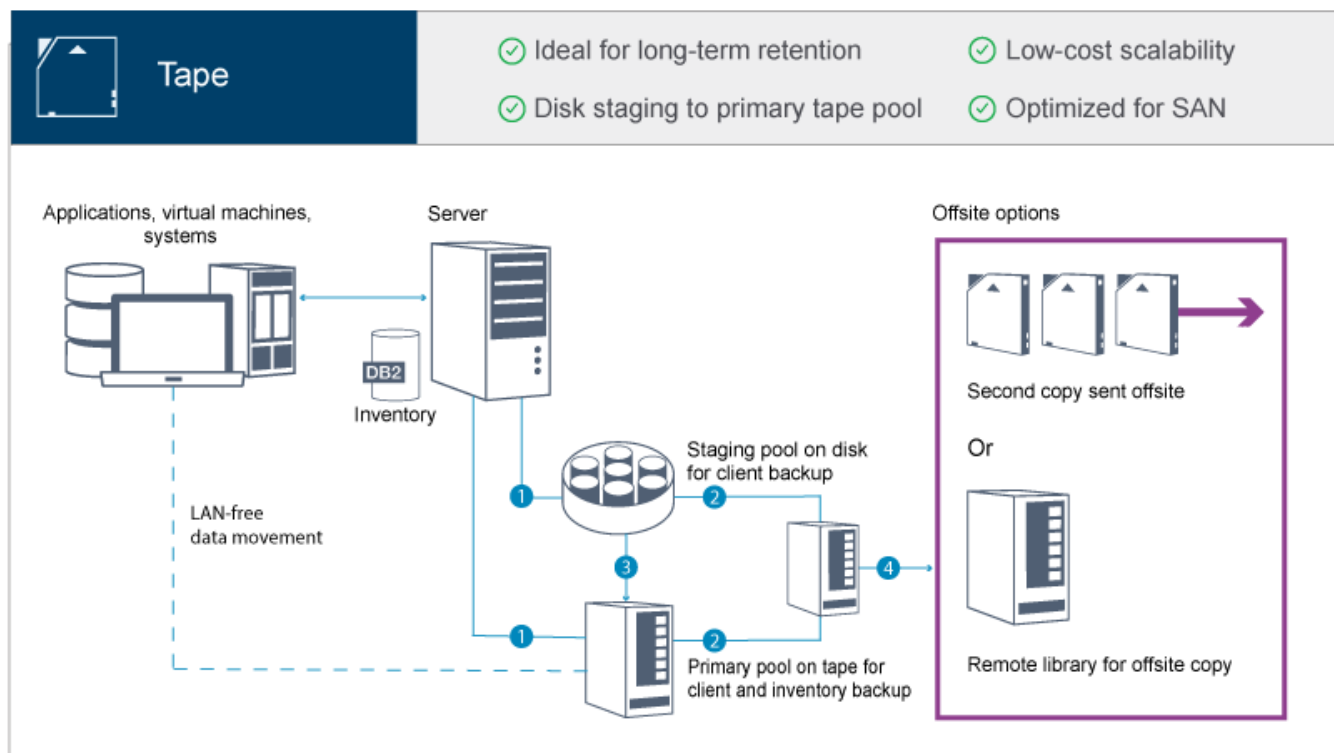 Tape
Ideal for long-term retention
Low-cost scalability
Disk staging to primary tape pool
Optimized for SAN
Applications, virtual machines,
systems
Server
Offsite options
DB2
Inventory
Second copy sent offsite
Staging pool on disk
for client backup
Or
1
2
LAN-free
data movement
3
4
1
2
Primary pool on tape for
client and inventory backup
Remote library for offsite copy